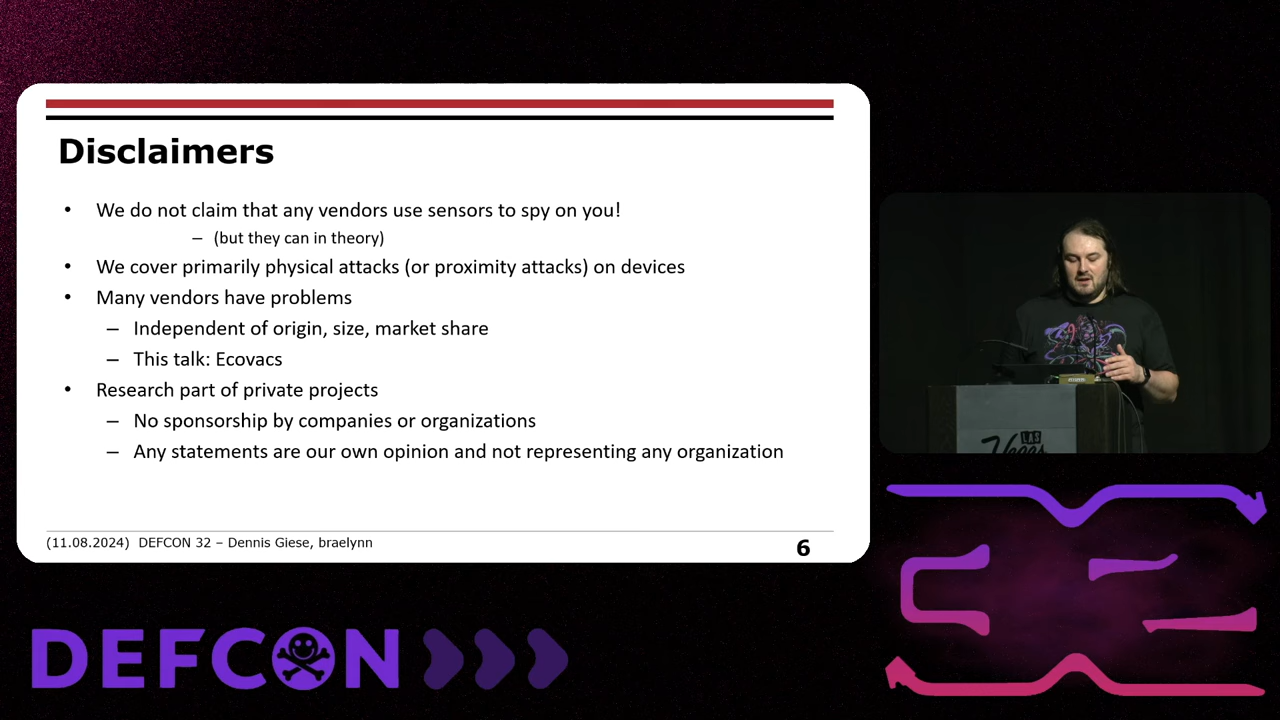 Disclaimers
• We do not claim that any vendors use sensors to spy on you!
– (but they can in theory)
• We cover primarily physical attacks (or proximity attacks) on devices
• Many vendors have problems
– Independent of origin, size, market share
– This talk: Ecovacs
• Research part of private projects
– No sponsorship by companies or organizations
– Any statements are our own opinion and not representing any organization
(11.08.2024) DEFCON 32 – Dennis Giese, braelynn
6
LAS
Vegas
DEFCON